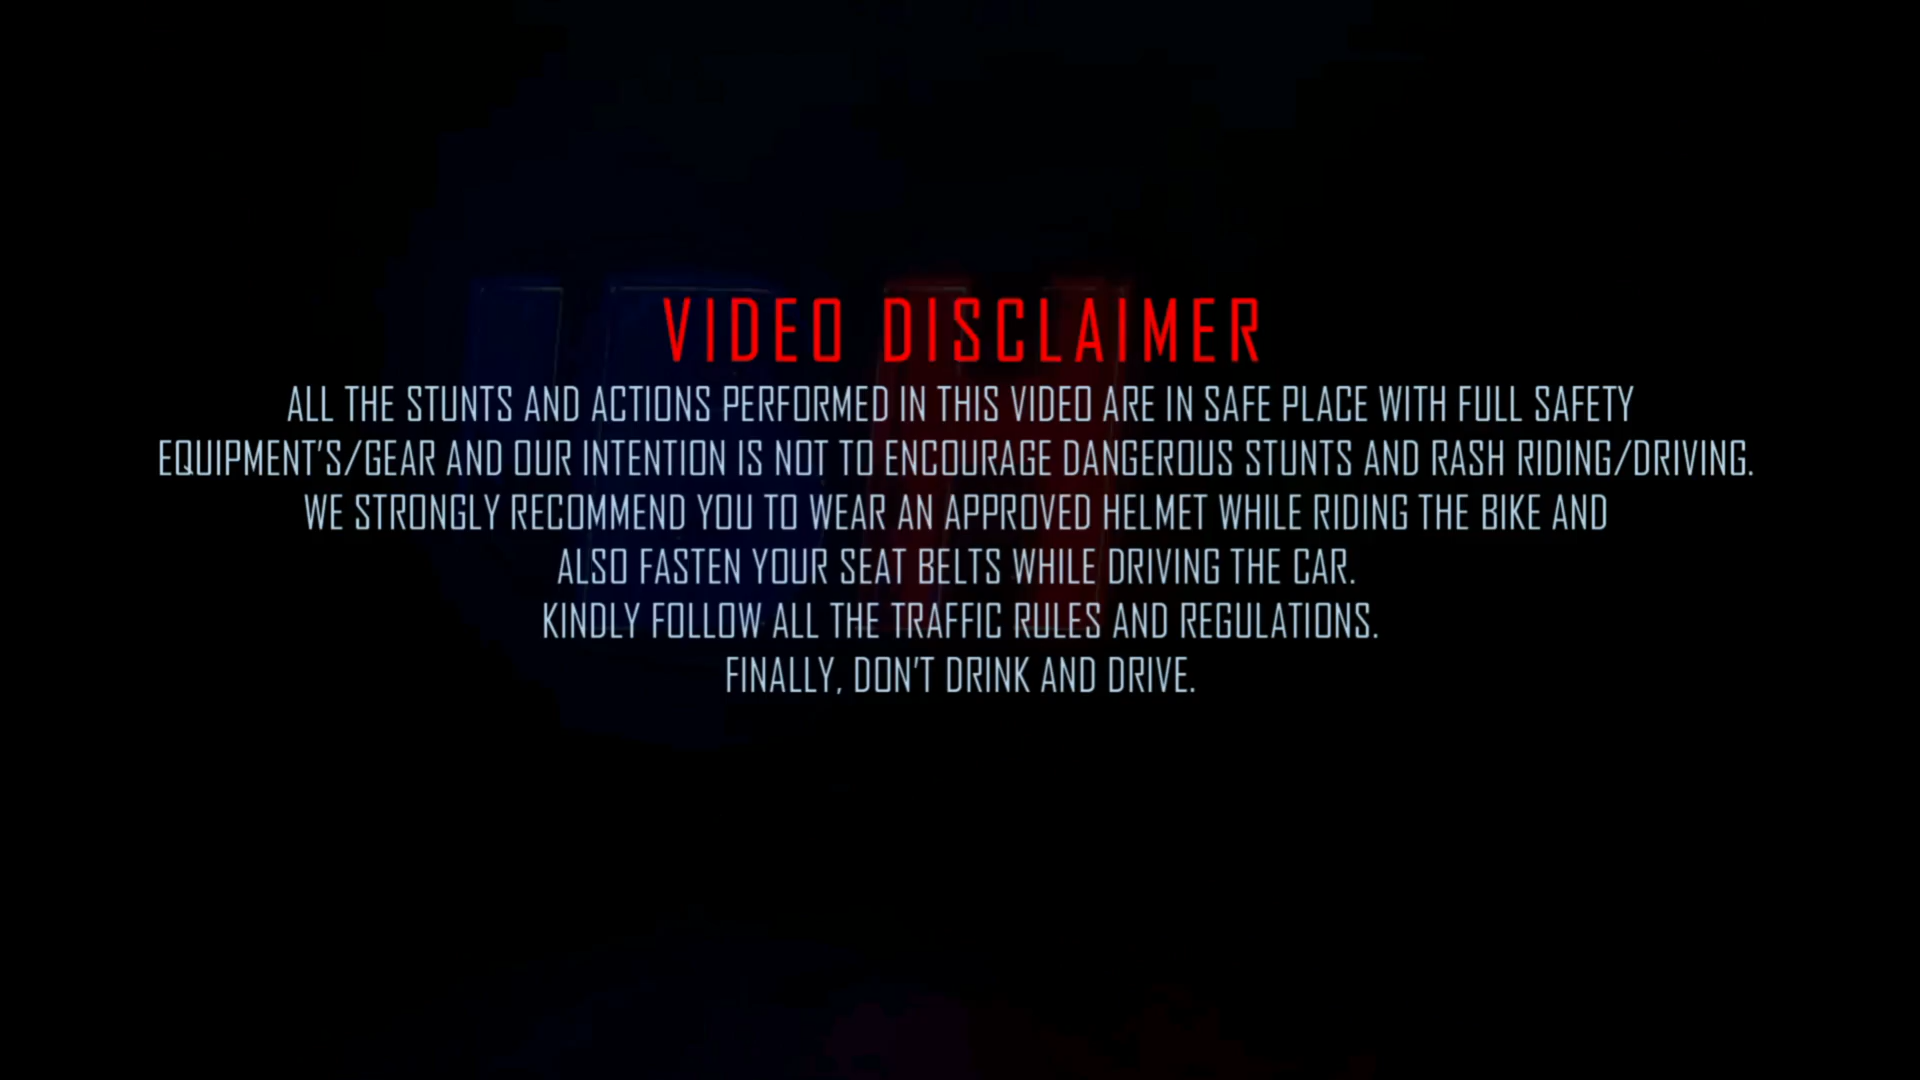 VIDEO DISCLAIMER
ALL THE STUNTS AND ACTIONS PERFORMED IN THIS VIDEO ARE IN SAFE PLACE WITH FULL SAFETY
EQUIPMENT'S/GEAR AND OUR INTENTION IS NOT TO ENCOURAGE DANGEROUS STUNTS AND RASH RIDING/DRIVING.
WE STRONGLY RECOMMEND YOU TO WEAR AN APPROVED HELMET WHILE RIDING THE BIKE AND
ALSO FASTEN YOUR SEAT BELTS WHILE DRIVING THE CAR.
KINDLY FOLLOW ALL THE TRAFFIC RULES AND REGULATIONS.
FINALLY, DON'T DRINK AND DRIVE.